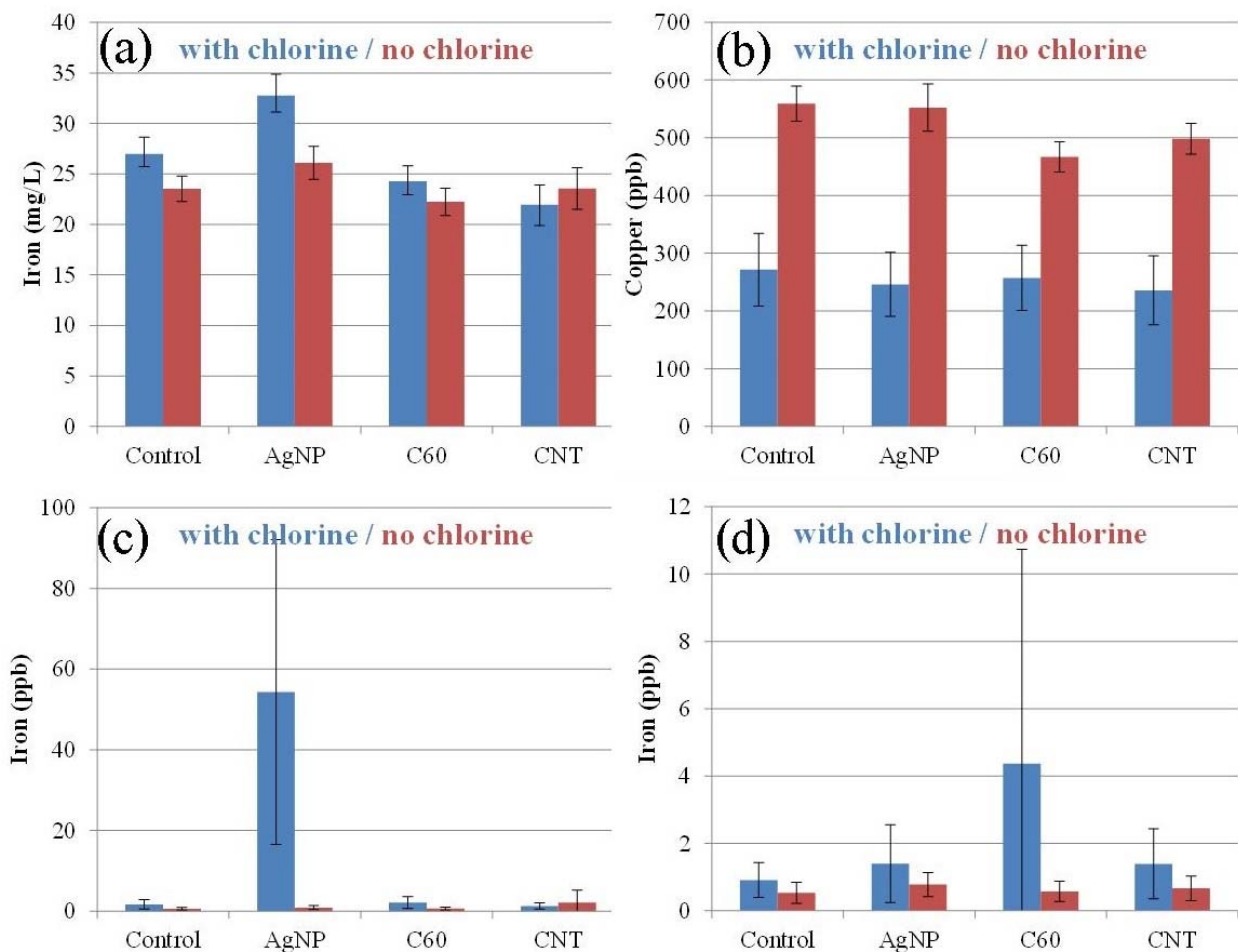 (a) with chlorine / no chlorine
Iron (mg/L)
40
35
30
25
20
15
10
5
0
Control AgNP C60 CNT
(b) with chlorine / no chlorine
Copper (ppb)
700
600
500
400
300
200
100
0
Control AgNP C60 CNT
(c) with chlorine / no chlorine
Iron (ppb)
100
80
60
40
20
0
Control AgNP C60 CNT
(d) with chlorine / no chlorine
Iron (ppb)
12
10
8
6
4
2
0
Control AgNP C60 CNT